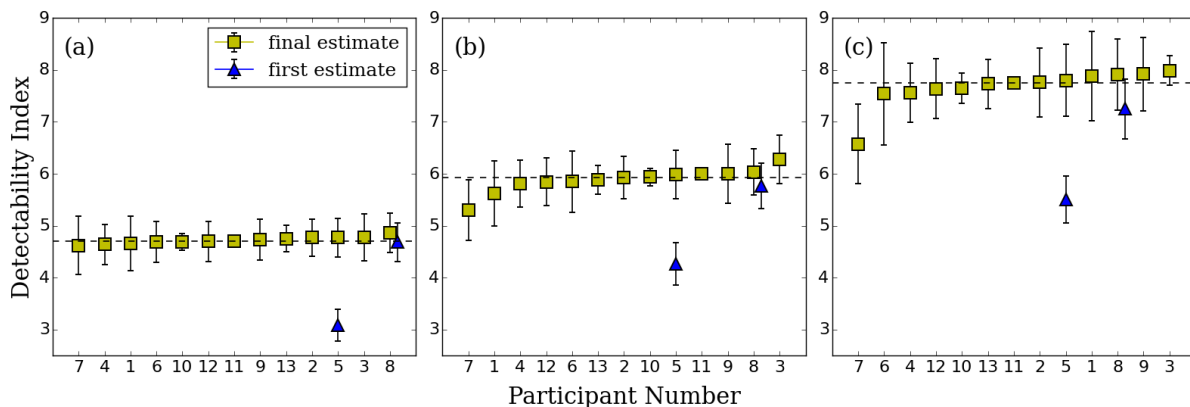 Detectability Index
(a)
final estimate
first estimate
9
8
7
6
5
4
3
7 4 1 6 10 12 11 9 13 2 5 3 8
(b)
9
8
7
6
5
4
3
7 1 4 12 6 13 2 10 5 11 9 8 3
(c)
9
8
7
6
5
4
3
7 6 4 12 10 13 11 2 5 1 8 9 3
Participant Number